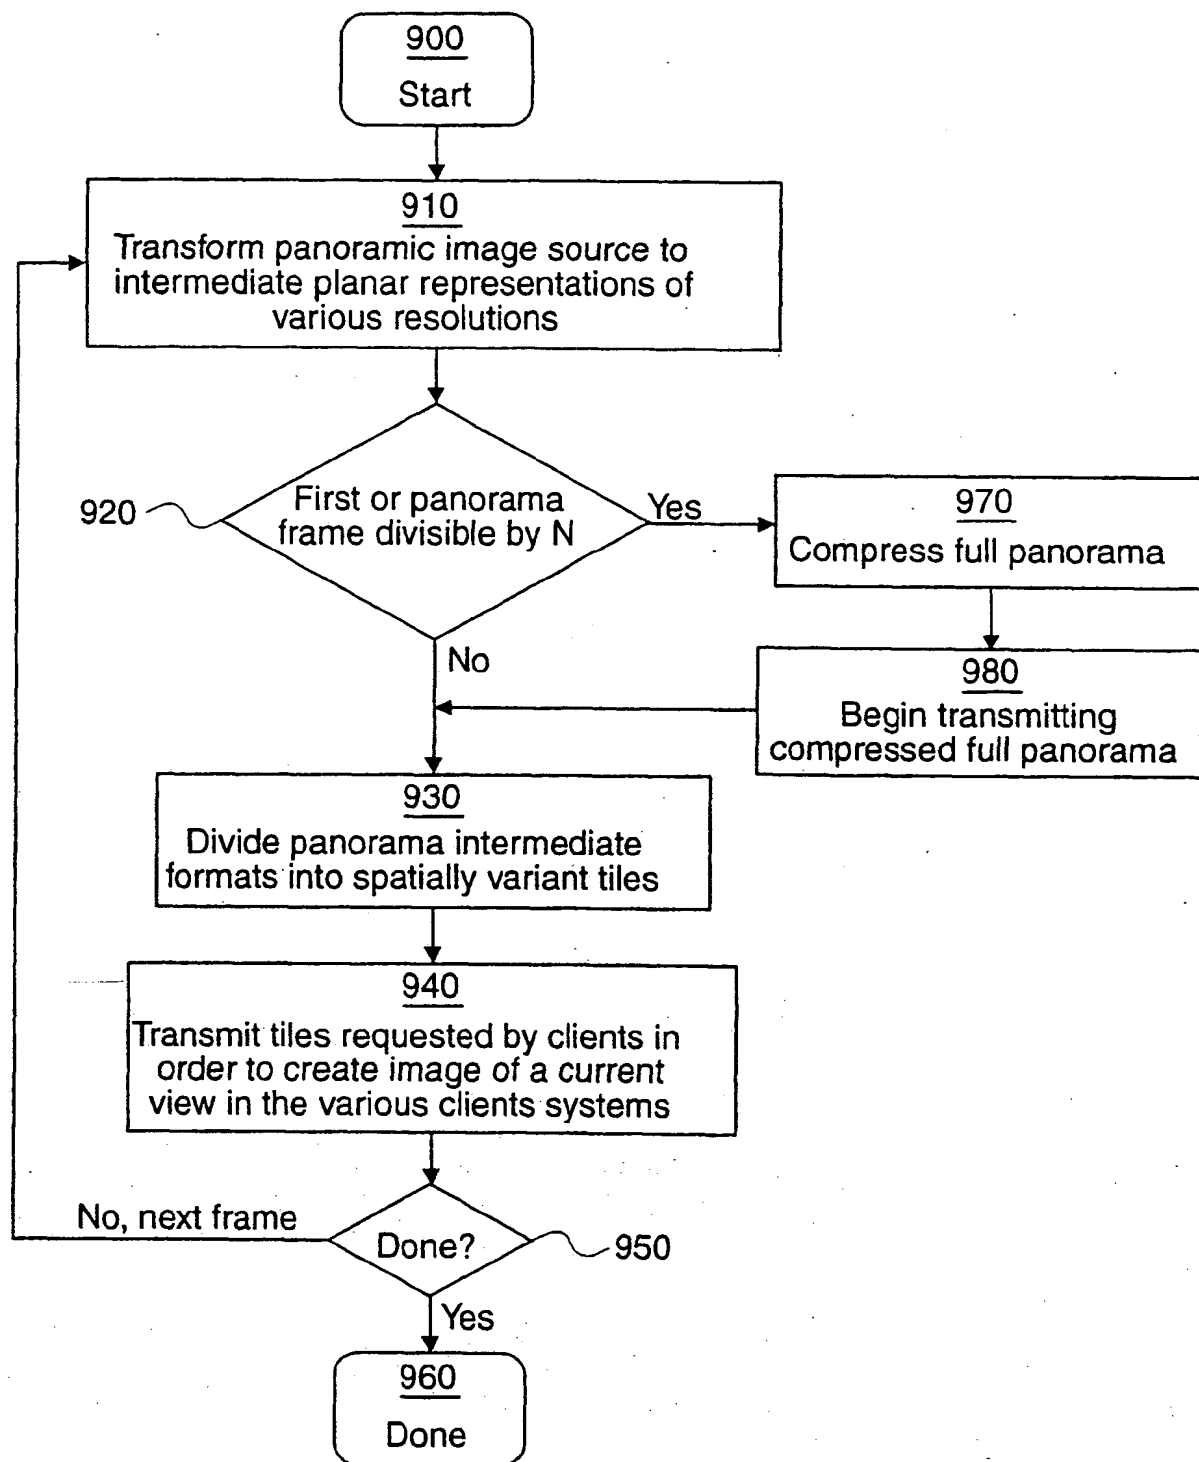 900
Start
910
Transform panoramic image source to
intermediate planar representations of
various resolutions
920
First or panorama
frame divisible by N
Yes
970
Compress full panorama
No
980
Begin transmitting
compressed full panorama
930
Divide panorama intermediate
formats into spatially variant tiles
940
Transmit tiles requested by clients in
order to create image of a current
view in the various clients systems
No, next frame
Done?
950
Yes
960
Done